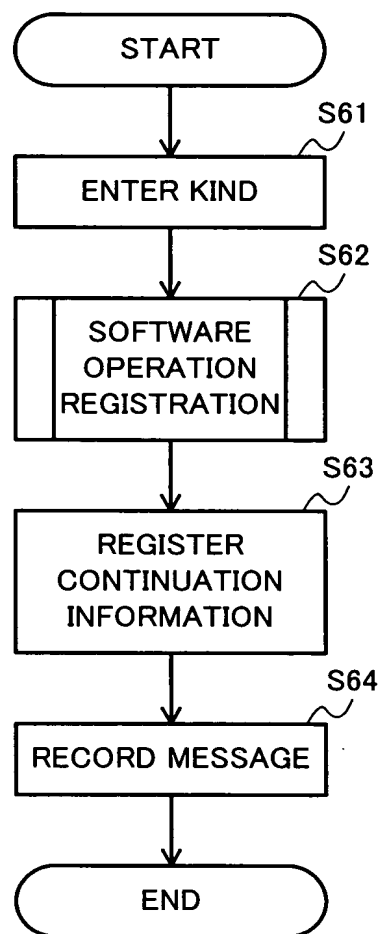 START
S61
ENTER KIND
S62
SOFTWARE
OPERATION
REGISTRATION
S63
REGISTER
CONTINUATION
INFORMATION
S64
RECORD MESSAGE
END